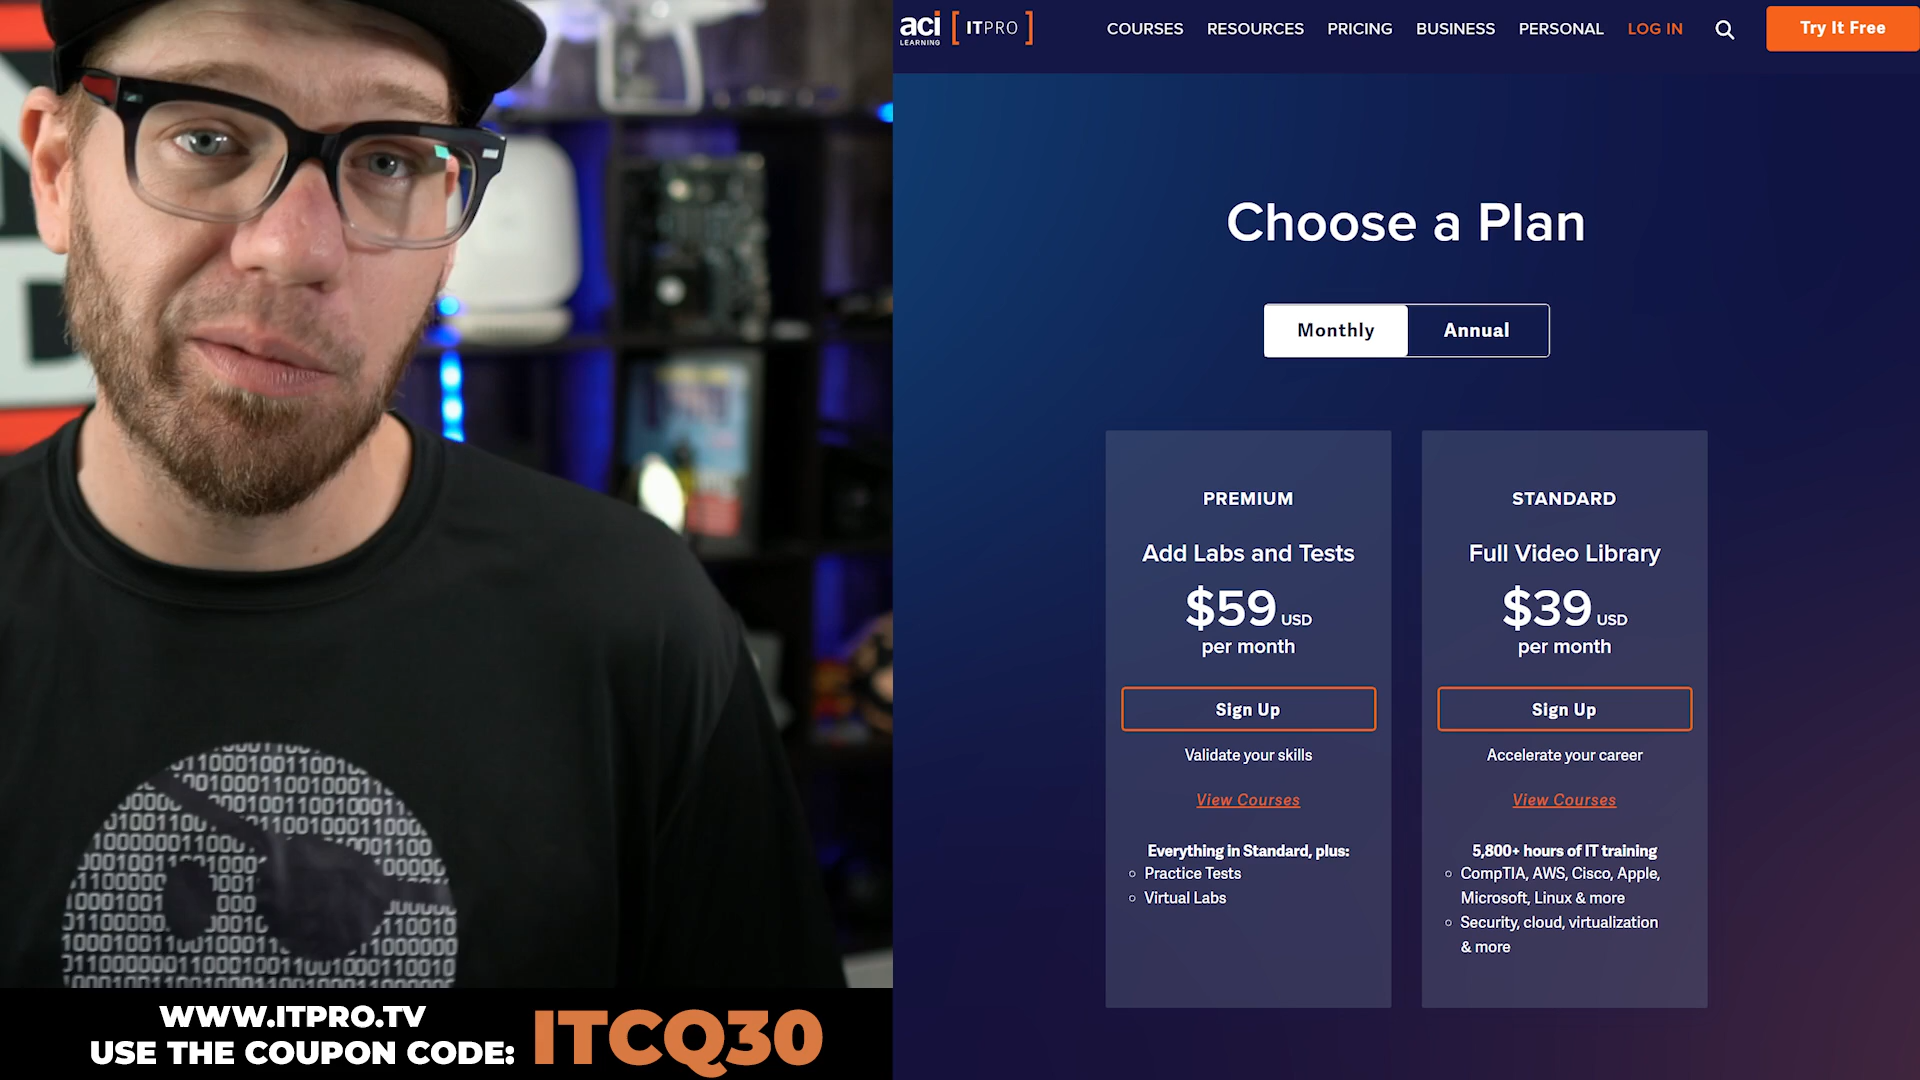 aci
LEARNING
[ITPRO]
COURSES
RESOURCES
PRICING
BUSINESS
PERSONAL
LOG IN
Try It Free
Choose a Plan
Monthly
Annual
PREMIUM
Add Labs and Tests
$59 USD
per month
Sign Up
Validate your skills
View Courses
Everything in Standard, plus:
Practice Tests
Virtual Labs
STANDARD
Full Video Library
$39 USD
per month
Sign Up
Accelerate your career
View Courses
5,800+ hours of IT training
CompTIA, AWS, Cisco, Apple,
Microsoft, Linux & more
Security, cloud, virtualization
& more
WWW.ITPRO.TV
USE THE COUPON CODE:
ITCQ30